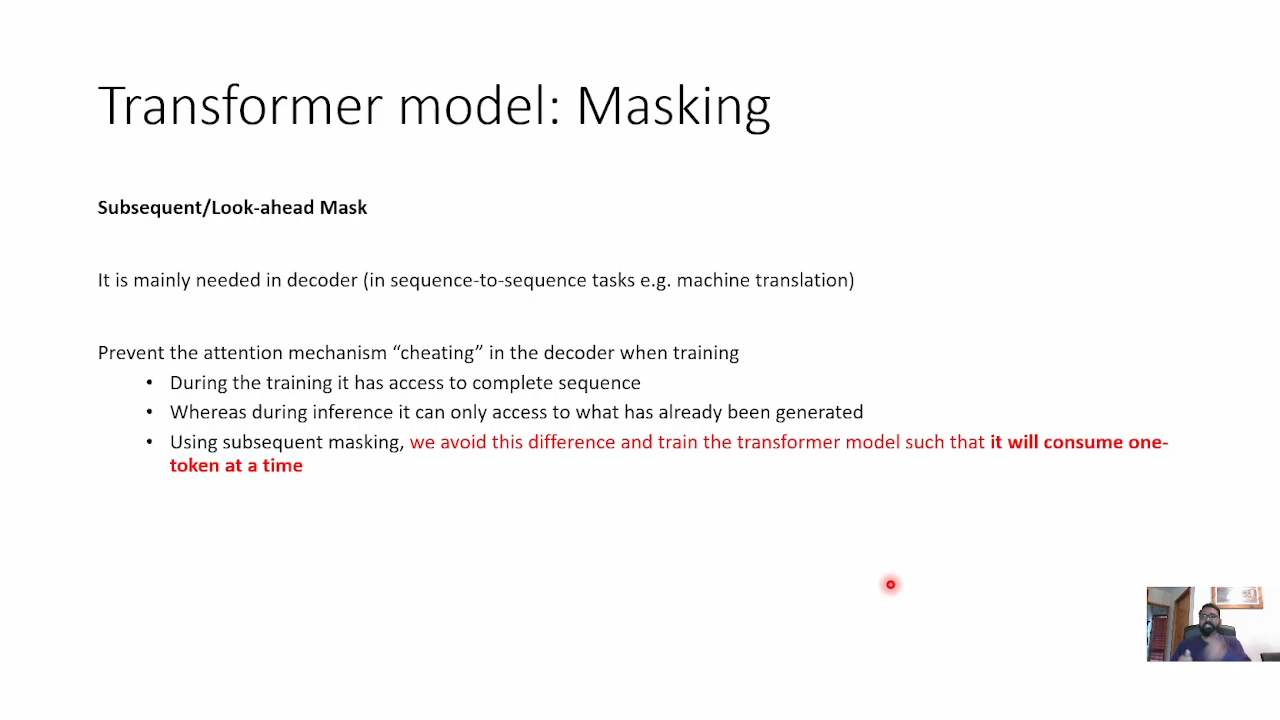 Transformer model: Masking
Subsequent/Look-ahead Mask
It is mainly needed in decoder (in sequence-to-sequence tasks e.g. machine translation)
Prevent the attention mechanism “cheating” in the decoder when training
• During the training it has access to complete sequence
• Whereas during inference it can only access to what has already been generated
• Using subsequent masking, we avoid this difference and train the transformer model such that it will consume one-
token at a time